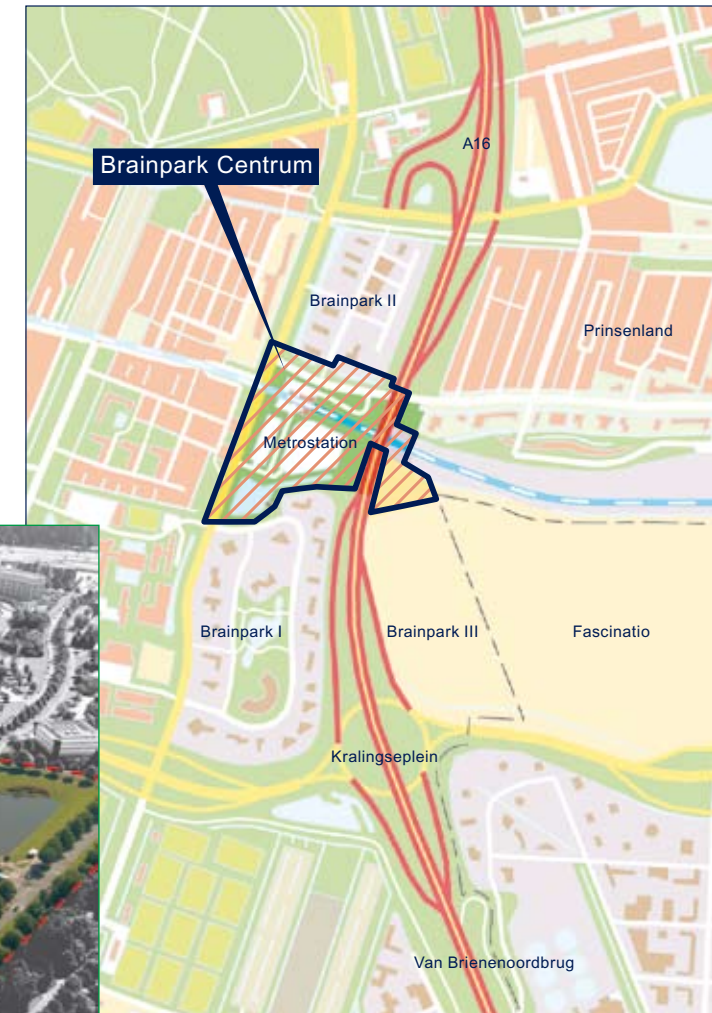 A16
Brainpark Centrum
Brainpark II
Prinsenland
Metrostation
Brainpark I
Brainpark III
Fascinatio
Kralingseplein
Van Brienenoordbrug